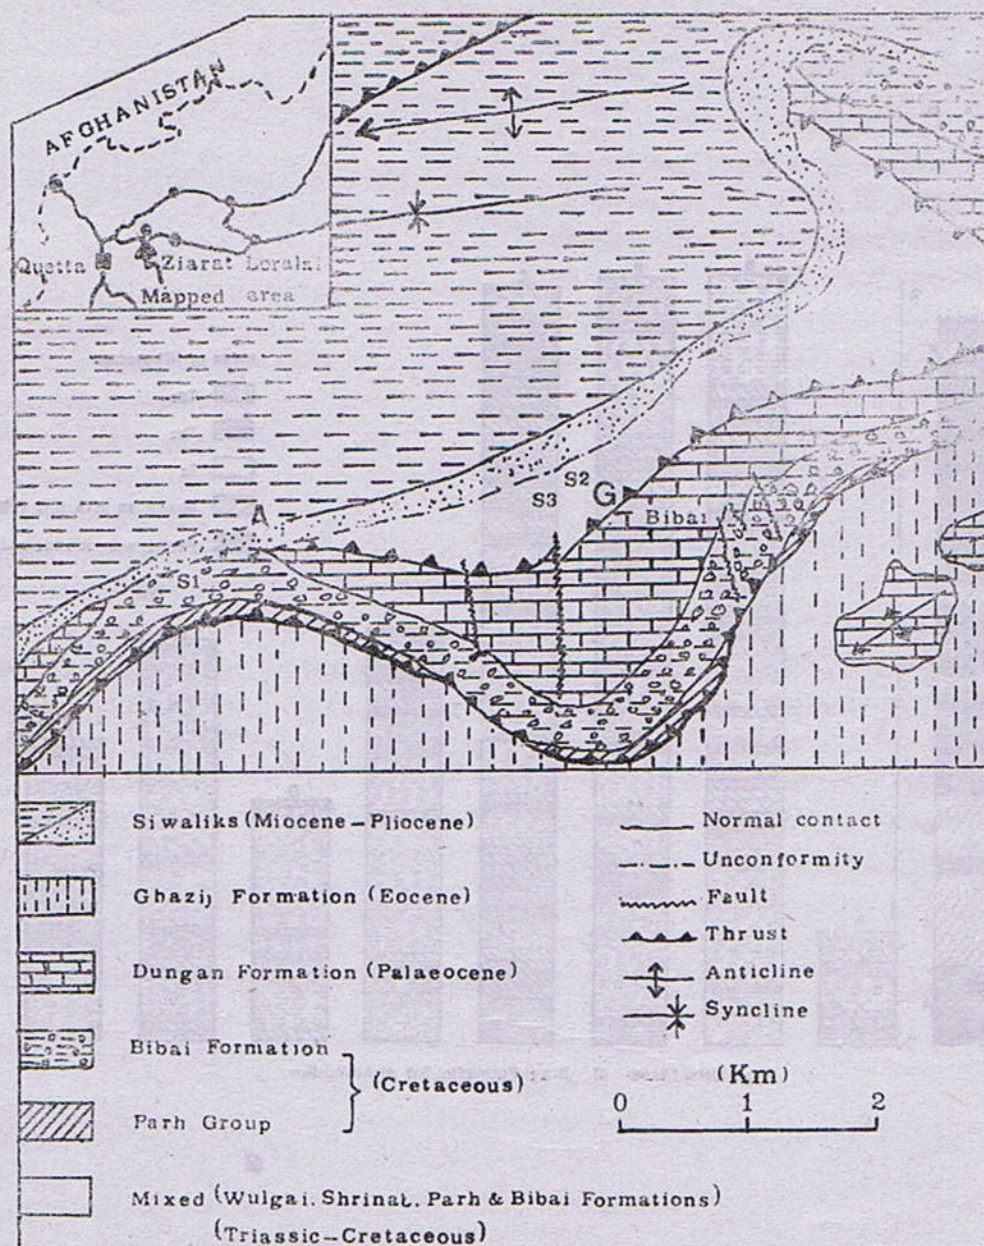 AFGHANISTAN
Quetta
Ziarat Loralai
Mapped area
A
S1
S2
S3
G
Bibai
Siwaliks (Miocene-Pliocene)
Ghazij Formation (Eocene)
Dungan Formation (Palaeocene)
Bibai Formation
(Cretaceous)
Parh Group
Mixed (Wulgai, Shrinab, Parh & Bibai Formations)
(Triassic-Cretaceous)
Normal contact
Unconformity
Fault
Thrust
Anticline
Syncline
(Km)
0 1 2